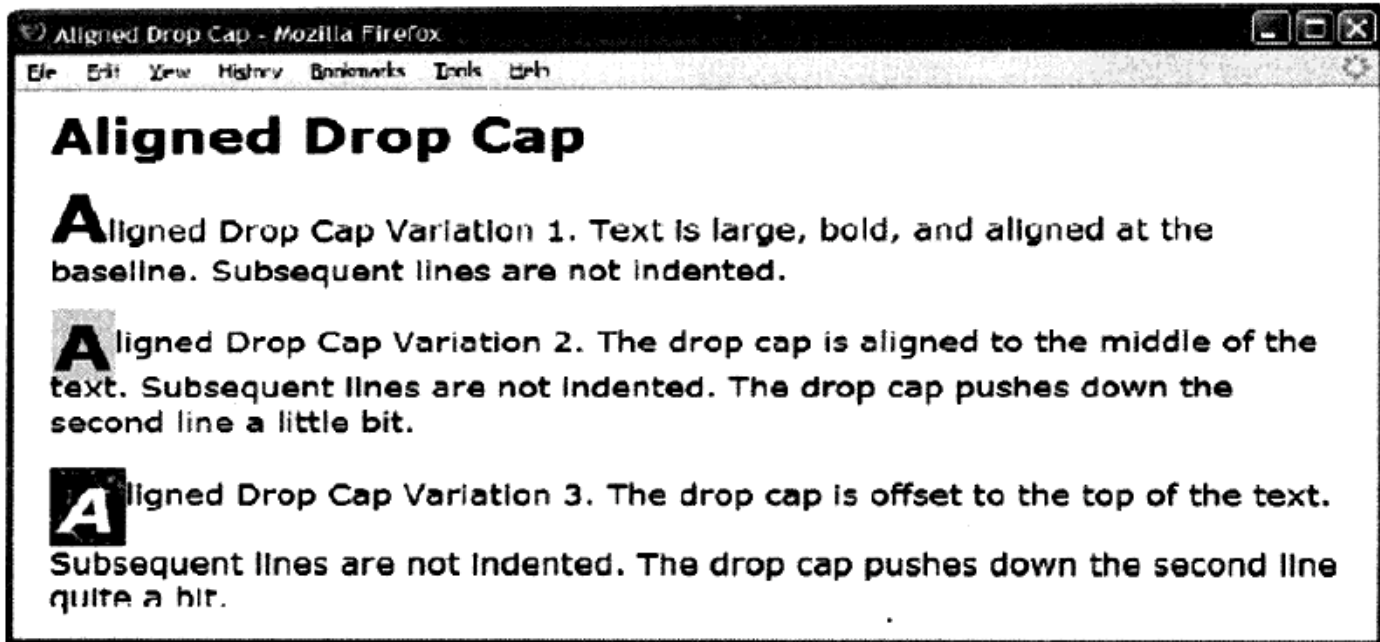 Aligned Drop Cap - Mozilla Firefox
File Edit View History Bookmarks Tools Help
Aligned Drop Cap
Aligned Drop Cap Variation 1. Text is large, bold, and aligned at the
baseline. Subsequent lines are not indented.
Aligned Drop Cap Variation 2. The drop cap is aligned to the middle of the
text. Subsequent lines are not indented. The drop cap pushes down the
second line a little bit.
Aligned Drop Cap Variation 3. The drop cap is offset to the top of the text.
Subsequent lines are not indented. The drop cap pushes down the second line
quite a bit.